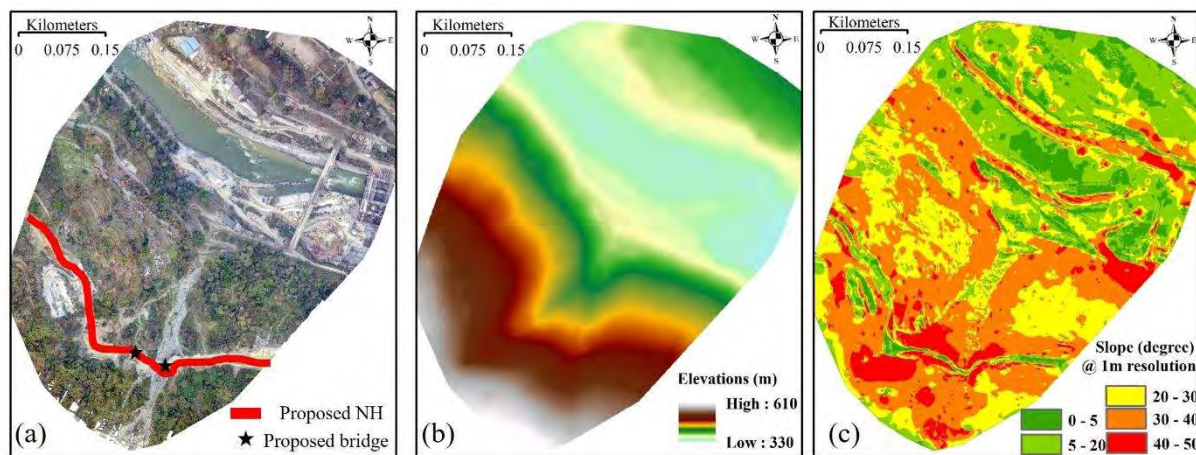 Kilometers
0 0.075 0.15
N
W E
S
Proposed NH
Proposed bridge
(a)
Kilometers
0 0.075 0.15
N
W E
S
Elevations (m)
High : 610
Low : 330
(b)
Kilometers
0 0.075 0.15
N
W E
S
Slope (degree)
@ 1m resolution
20 - 30
0 - 5
30 - 40
5 - 20
40 - 50
(c)